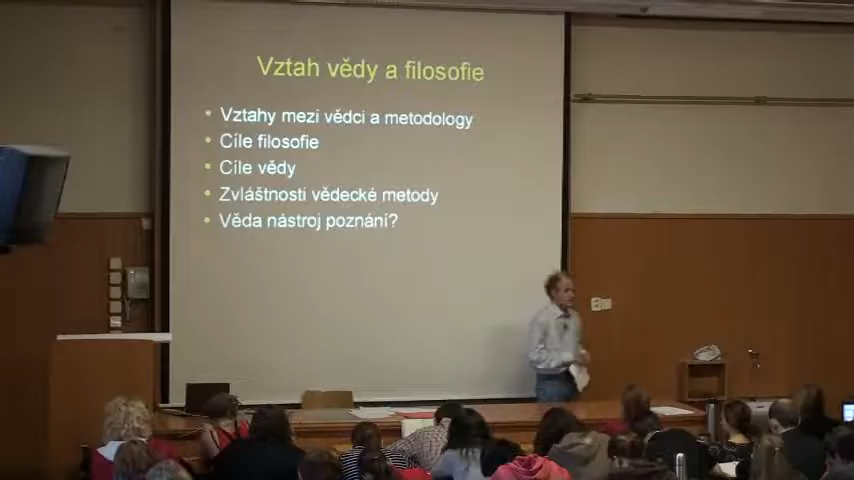 Vztah vědy a filosofie
• Vztahy mezi vědci a metodology
• Cíle filosofie
• Cíle vědy
• Zvláštnosti vědecké metody
• Věda nástroj poznání?